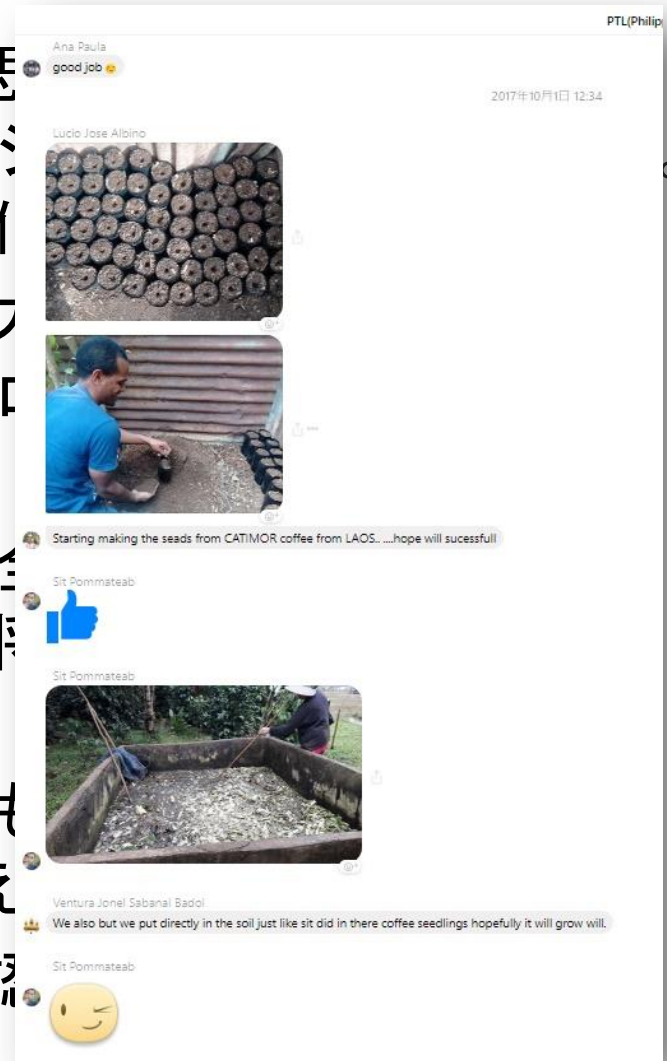 PTL(Philip
Ana Paula
good job
2017年10月1日 12:34
Lucio Jose Albino
Starting making the seads from CATIMOR coffee from LAOS.. ....hope will sucessfull
Sit Pommateab
Sit Pommateab
Ventura Jonel Sabanal Badol
We also but we put directly in the soil just like sit did in there coffee seedlings hopefully it will grow will.
Sit Pommateab